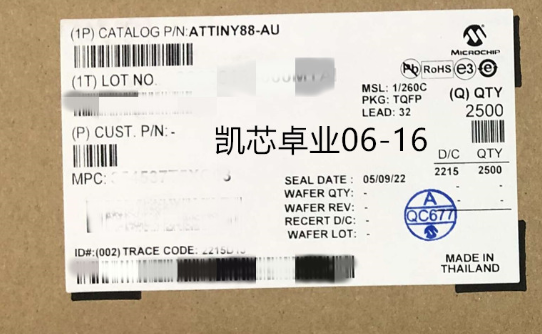 (1P) CATALOG P/N:ATTINY88-AU
MICROCHIP
(1T) LOT NO.
RoHS e3 e
MSL: 1/260C
PKG: TQFP
LEAD: 32
(Q) QTY
2500
(P) CUST. P/N:-
凯芯卓业06-16
D/C QTY
2215 2500
MPC:
SEAL DATE : 05/09/22
WAFER QTY: - - -
WAFER REV: - - -
RECERT D/C: -
WAFER LOT: -
A
QC677
ID#:(002) TRACE CODE:
MADE IN
THAILAND